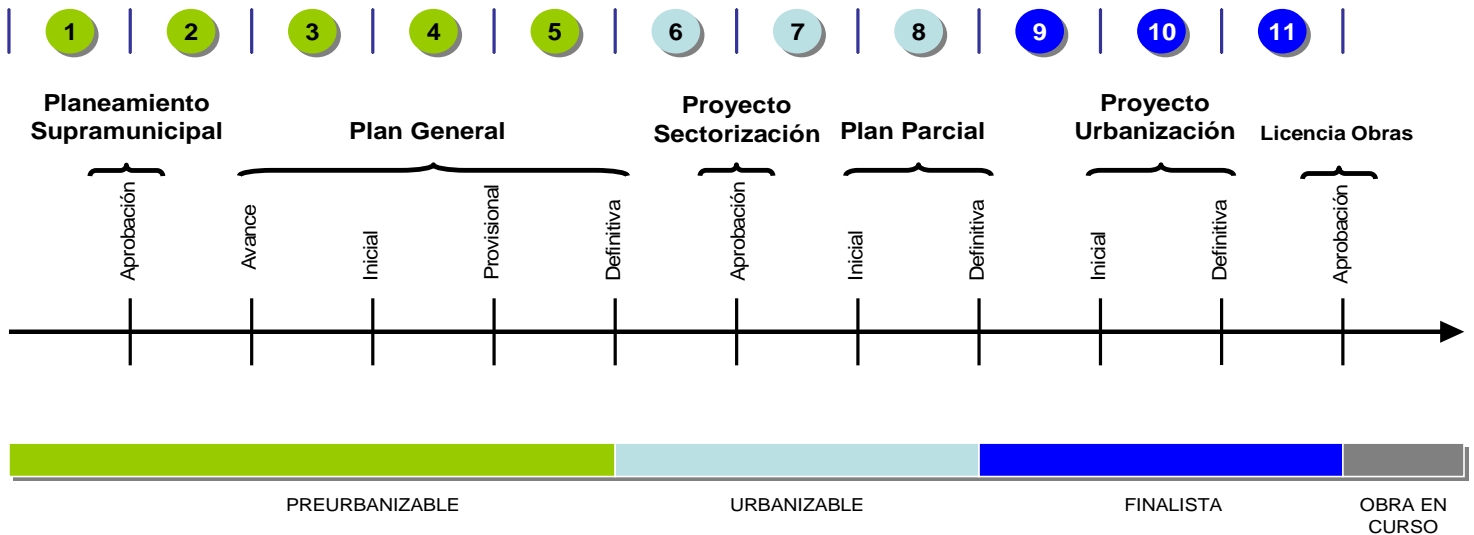 1 2 3 4 5 6 7 8 9 10 11
Planeamiento
Supramunicipal
Plan General
Proyecto
Sectorización
Plan Parcial
Proyecto
Urbanización
Licencia Obras
Aprobación
Avance
Inicial
Provisional
Definitiva
Aprobación
Inicial
Definitiva
Inicial
Definitiva
Aprobación
PREURBANIZABLE
URBANIZABLE
FINALISTA
OBRA EN
CURSO